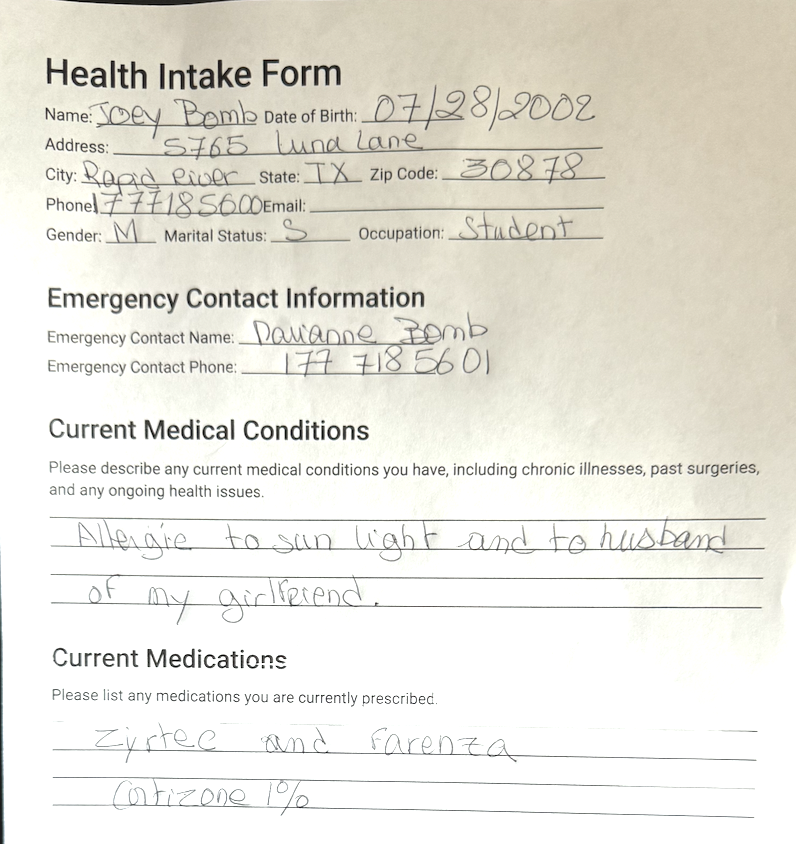 Health Intake Form
Name: Joey Bomb Date of Birth: 07/28/2002
Address: 5765 Luna Lane
City: Rapid River State: TX Zip Code: 30878
Phone 1777185600 Email:
Gender: M Marital Status: S Occupation: Student
Emergency Contact Information
Emergency Contact Name: Davianne Bomb
Emergency Contact Phone: 177 7185601
Current Medical Conditions
Please describe any current medical conditions you have, including chronic illnesses, past surgeries,
and any ongoing health issues.
Allergie to sun light and to husband
of my girlfreiend.
Current Medications
Please list any medications you are currently prescribed.
Zyrtec and Farenza
Cortizone 1%